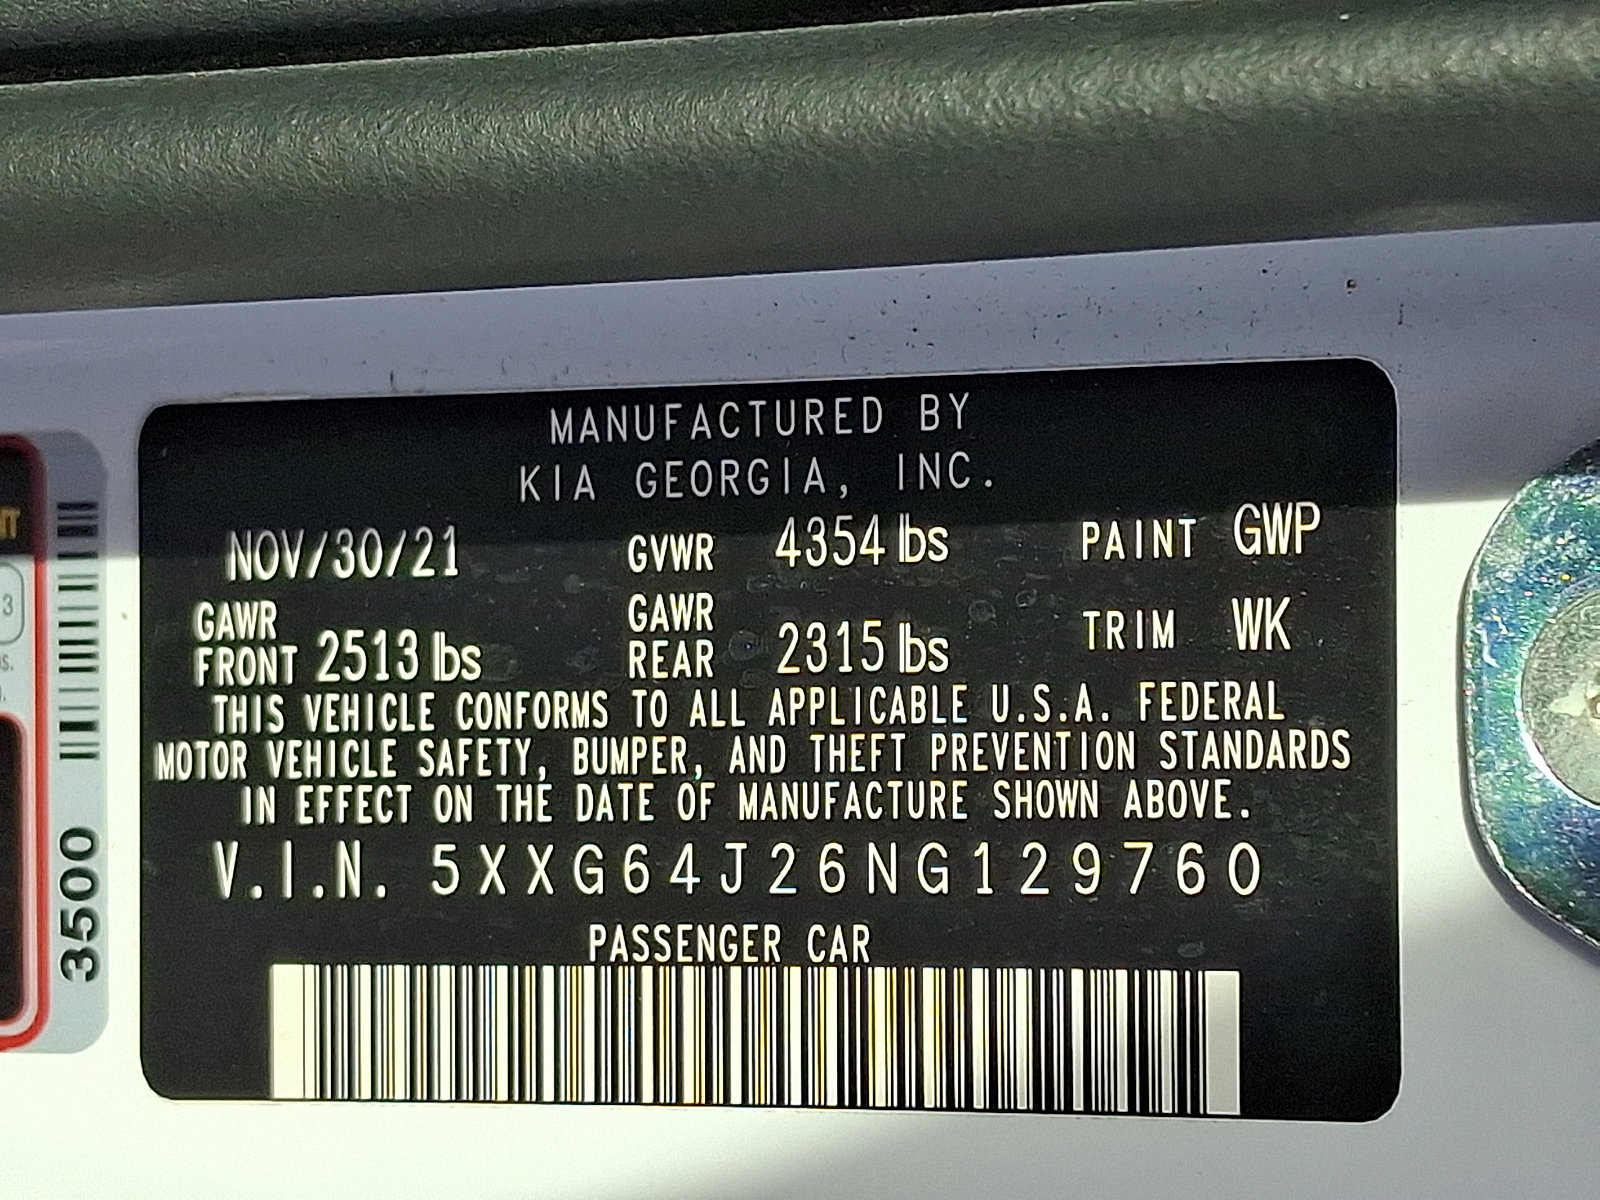 MANUFACTURED BY
KIA GEORGIA, INC.
NOV/30/21 GVWR 4354 lbs PAINT GWP
GAWR FRONT 2513 lbs GAWR REAR 2315 lbs TRIM WK
THIS VEHICLE CONFORMS TO ALL APPLICABLE U.S.A. FEDERAL
MOTOR VEHICLE SAFETY, BUMPER, AND THEFT PREVENTION STANDARDS
IN EFFECT ON THE DATE OF MANUFACTURE SHOWN ABOVE.
V.I.N. 5XXG64J26NG129760
PASSENGER CAR
3500